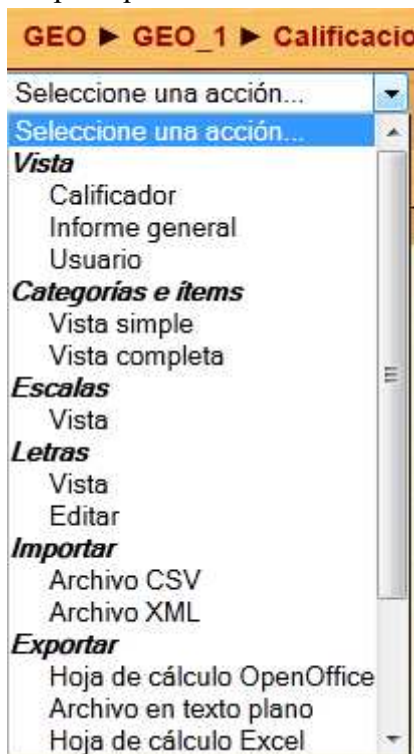 GEO ► GEO_1 ► Calificacio
Seleccione una acción...
Seleccione una acción...
Vista
Calificador
Informe general
Usuario
Categorías e ítems
Vista simple
Vista completa
Escalas
Vista
Letras
Vista
Editar
Importar
Archivo CSV
Archivo XML
Exportar
Hoja de cálculo OpenOffice
Archivo en texto plano
Hoja de cálculo Excel